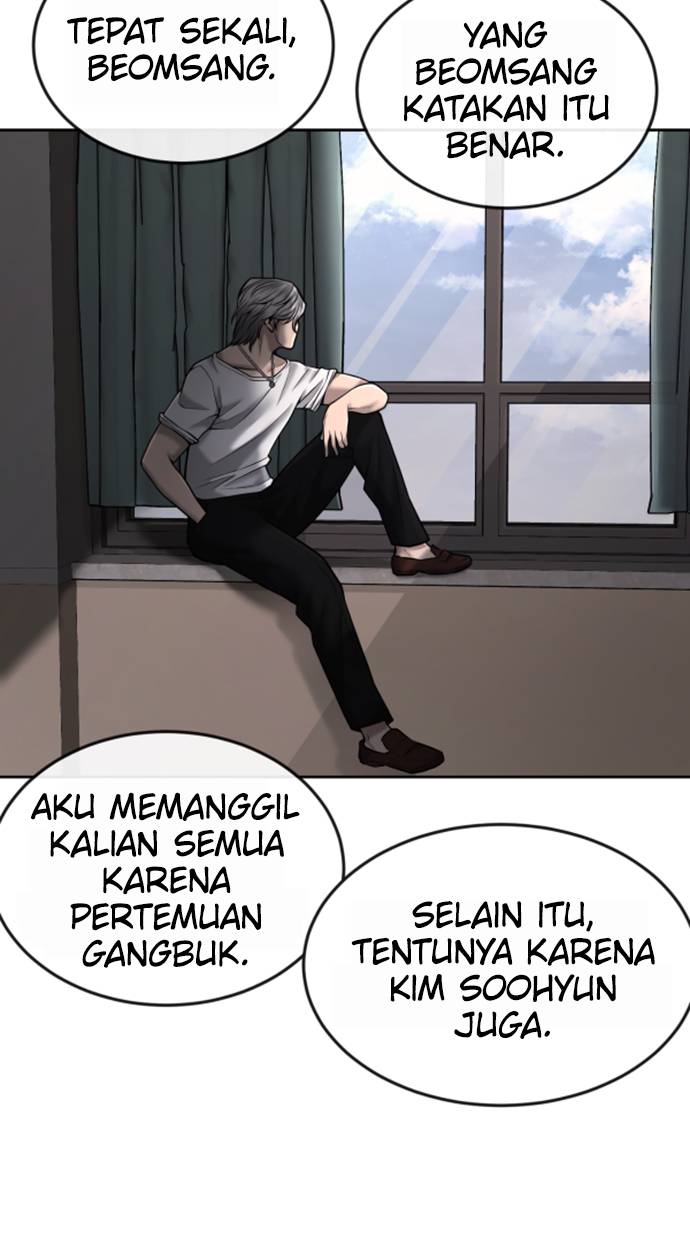 TEPAT SEKALI,
BEOMSANG.
YANG
BEOMSANG
KATAKAN ITU
BENAR.
AKU MEMANGGIL
KALIAN SEMUA
KARENA
PERTEMUAN
GANGBUK.
SELAIN ITU,
TENTUNYA KARENA
KIM SOOHYUN
JUGA.